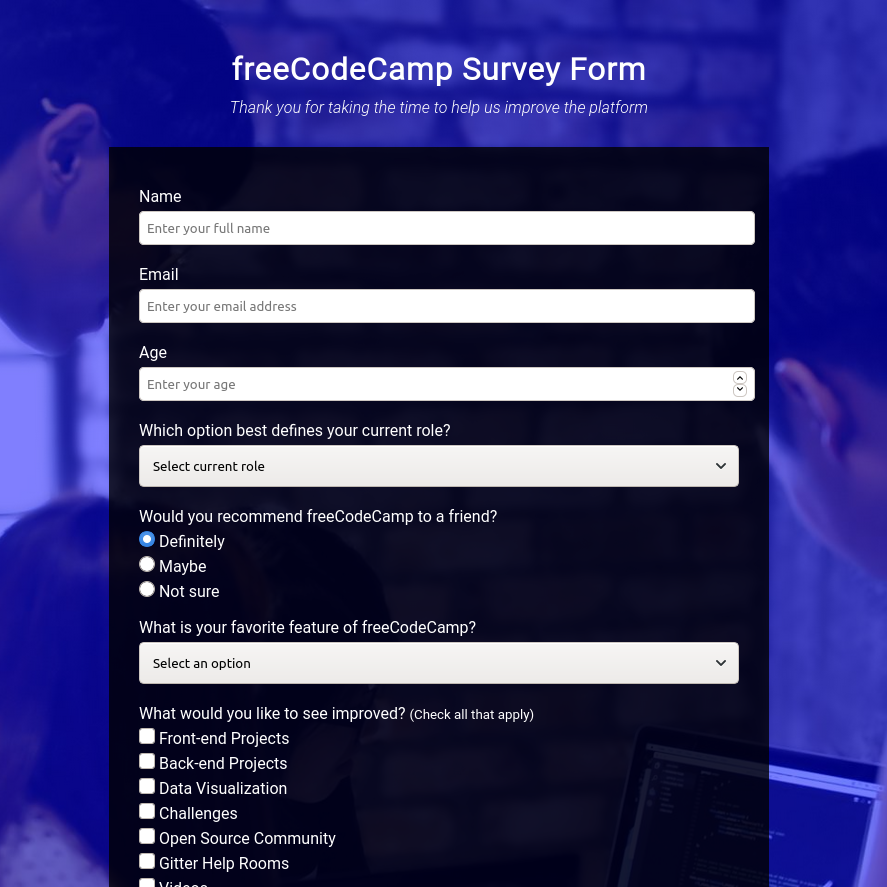 freeCodeCamp Survey Form
Thank you for taking the time to help us improve the platform
Name
Enter your full name
Email
Enter your email address
Age
Enter your age
Which option best defines your current role?
Select current role
Would you recommend freeCodeCamp to a friend?
Definitely
Maybe
Not sure
What is your favorite feature of freeCodeCamp?
Select an option
What would you like to see improved? (Check all that apply)
Front-end Projects
Back-end Projects
Data Visualization
Challenges
Open Source Community
Gitter Help Rooms
Videos